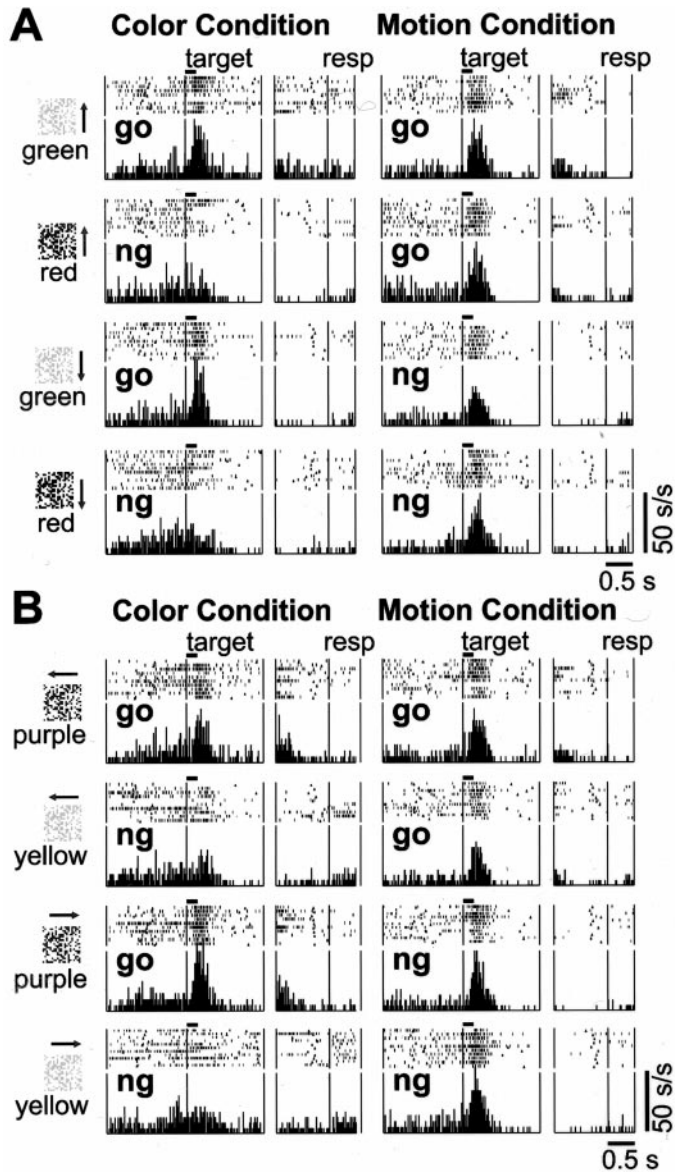 A
Color Condition Motion Condition
target resp target resp
green go go
red ng go
green go ng
red ng ng
50 s/s
0.5 s
B
Color Condition Motion Condition
target resp target resp
purple go go
yellow ng go
purple go ng
yellow ng ng
50 s/s
0.5 s